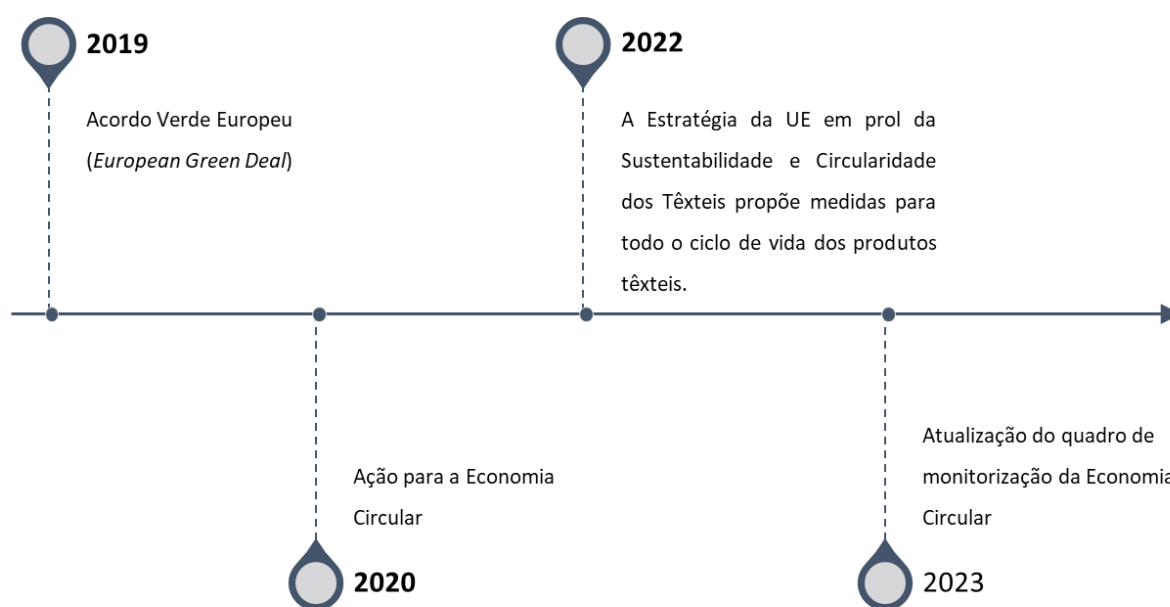 2019
Acordo Verde Europeu
(European Green Deal)
2022
A Estratégia da UE em prol da
Sustentabilidade e Circularidade
dos Têxteis propõe medidas para
todo o ciclo de vida dos produtos
têxteis.
Ação para a Economia
Circular
2020
Atualização do quadro de
monitorização da Economia
Circular
2023